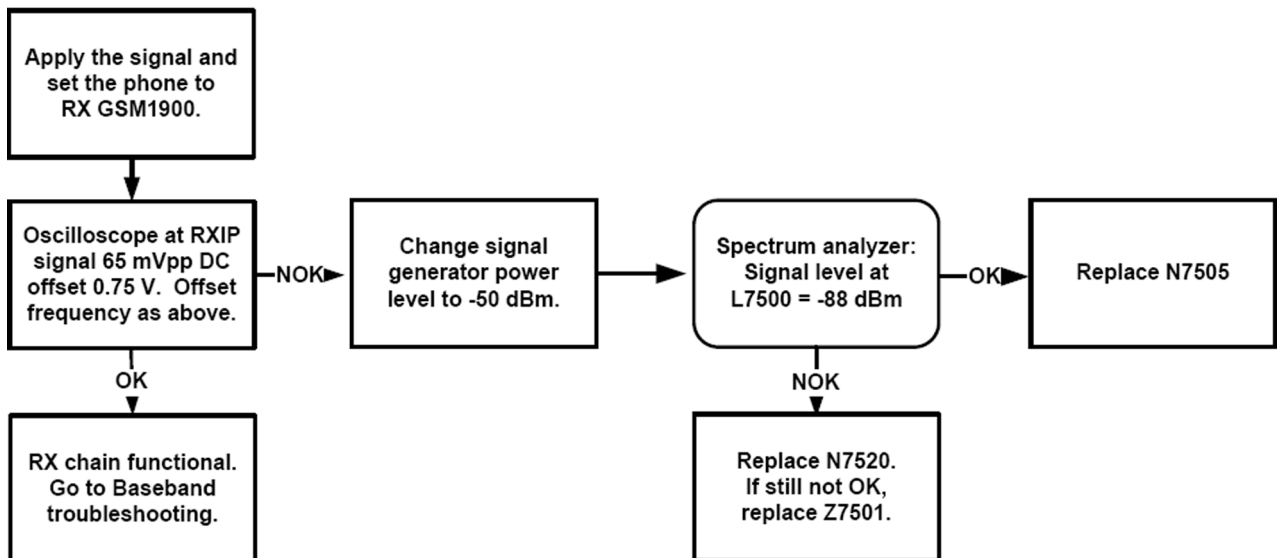 Apply the signal and
set the phone to
RX GSM1900.
Oscilloscope at RXIP
signal 65 mVpp DC
offset 0.75 V.  Offset
frequency as above.
NOK
Change signal
generator power
level to -50 dBm.
Spectrum analyzer:
Signal level at
L7500 = -88 dBm
OK
Replace N7505
OK
NOK
RX chain functional.
Go to Baseband
troubleshooting.
Replace N7520.
If still not OK,
replace Z7501.